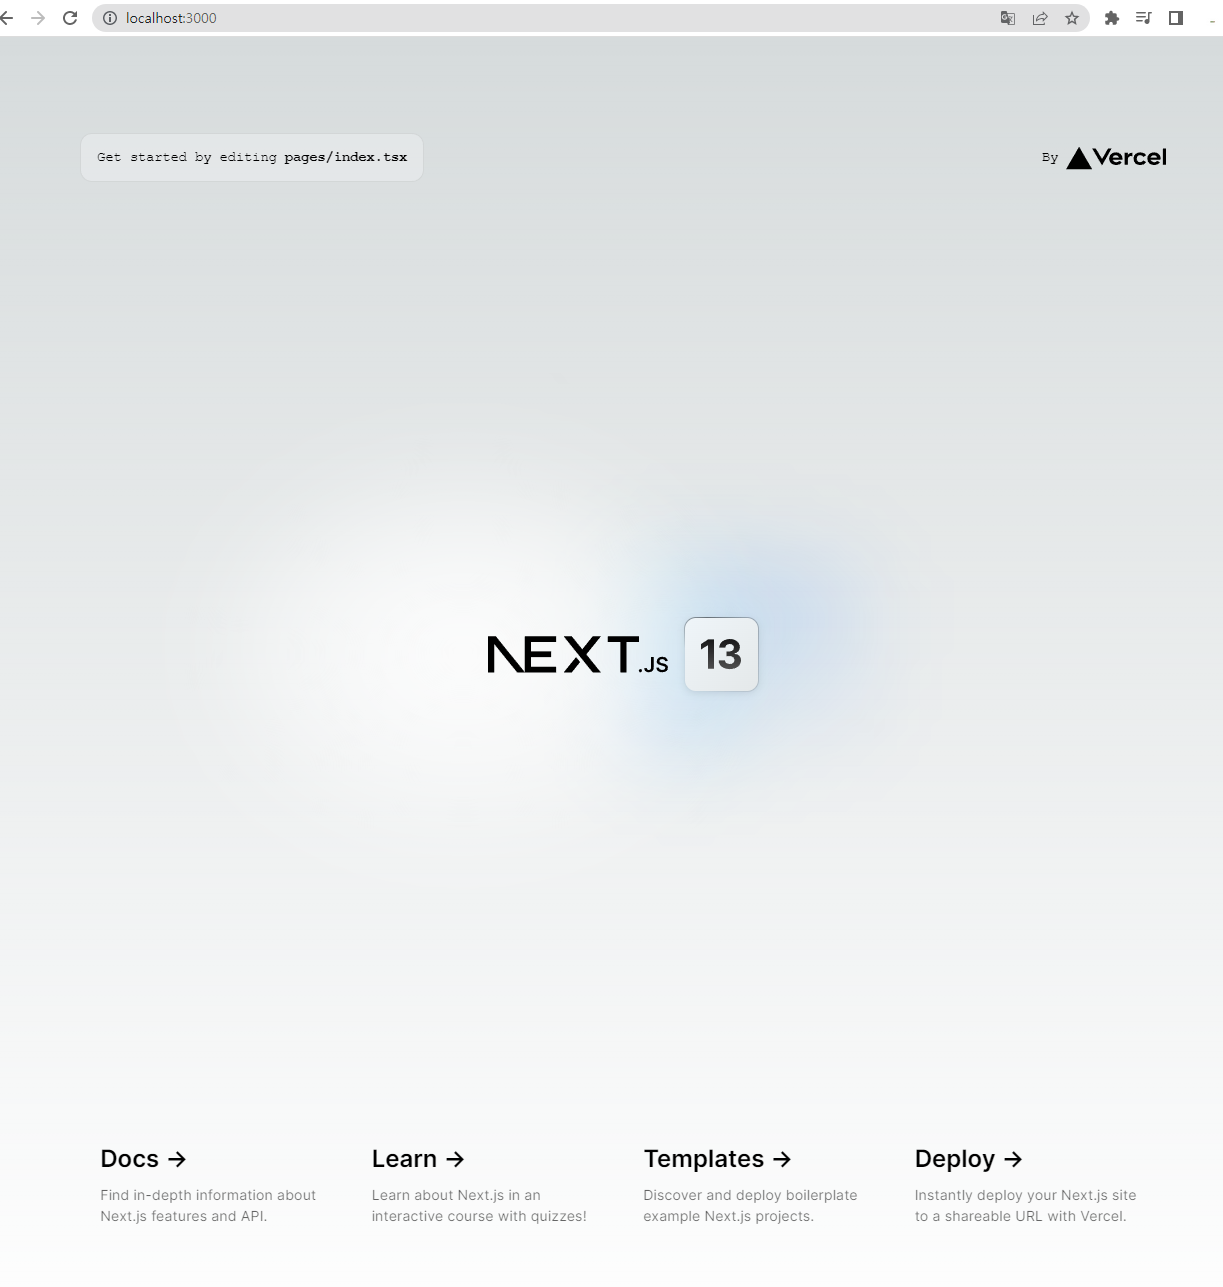 localhost:3000
Get started by editing pages/index.tsx
By Vercel
NEXT.JS 13
Docs →
Find in-depth information about
Next.js features and API.
Learn →
Learn about Next.js in an
interactive course with quizzes!
Templates →
Discover and deploy boilerplate
example Next.js projects.
Deploy →
Instantly deploy your Next.js site
to a shareable URL with Vercel.